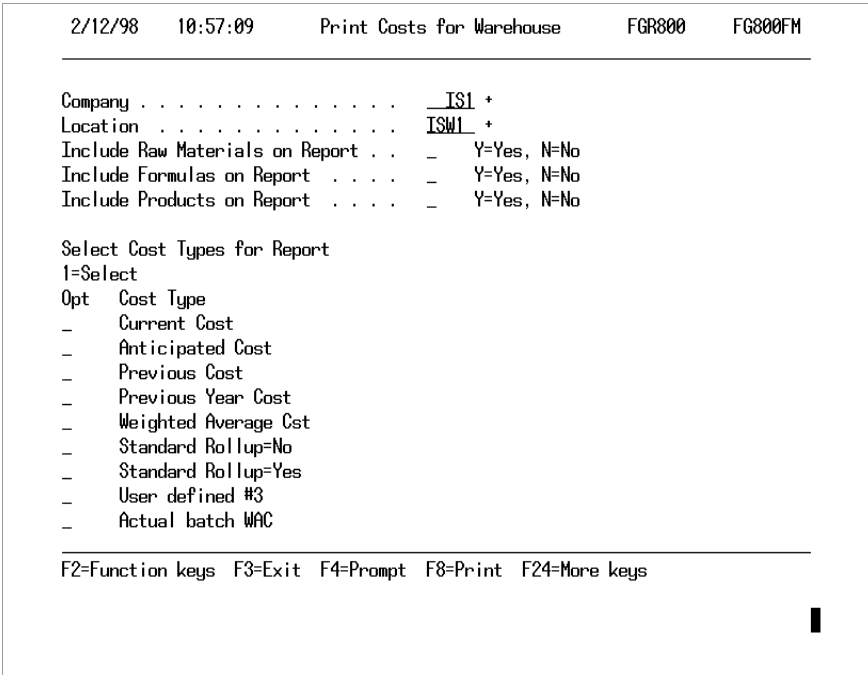 2/12/98 10:57:09 Print Costs for Warehouse FGR800 FG800FM
Company . . . . . . . . . . . . . . IS1 +
Location . . . . . . . . . . . . . ISW1 +
Include Raw Materials on Report . . _ Y=Yes, N=No
Include Formulas on Report . . . . _ Y=Yes, N=No
Include Products on Report . . . . _ Y=Yes, N=No
Select Cost Types for Report
1=Select
Opt Cost Type
_ Current Cost
_ Anticipated Cost
_ Previous Cost
_ Previous Year Cost
_ Weighted Average Cst
_ Standard Rollup=No
_ Standard Rollup=Yes
_ User defined #3
_ Actual batch WAC
F2=Function keys F3=Exit F4=Prompt F8=Print F24=More keys